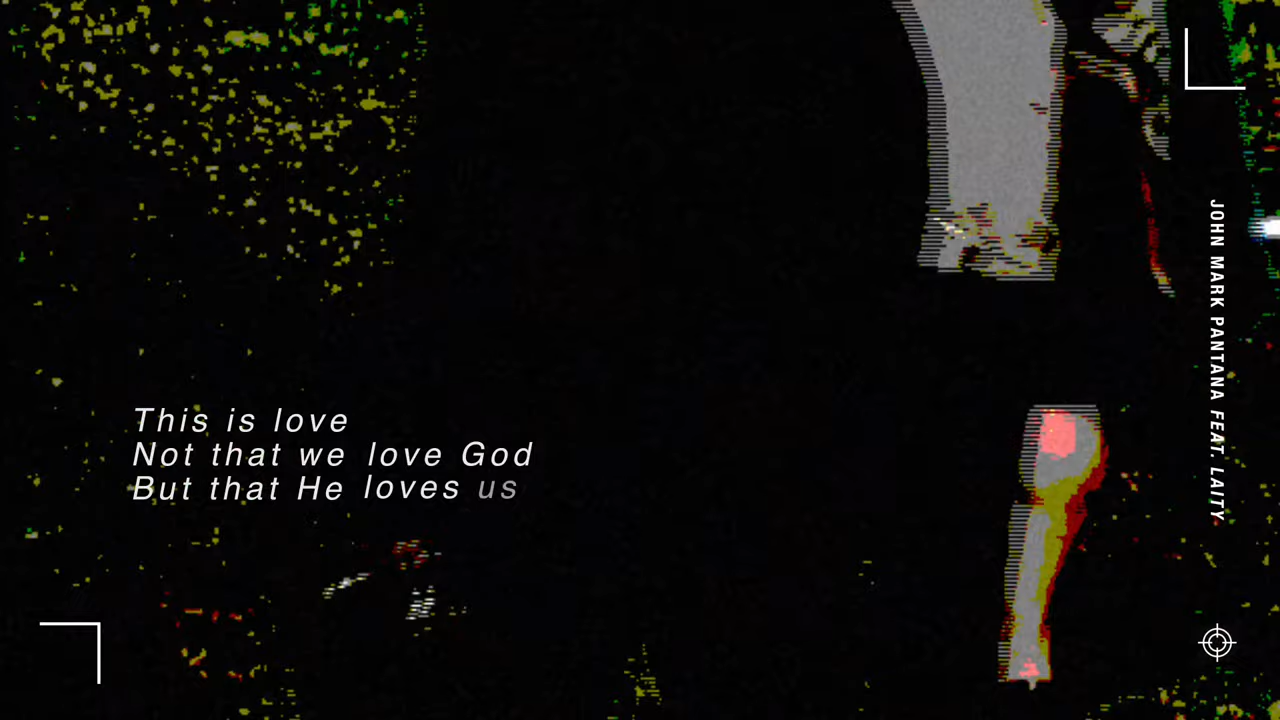 This is love
Not that we love God
But that He loves us
JOHN MARK PANTANA FEAT. LAITY